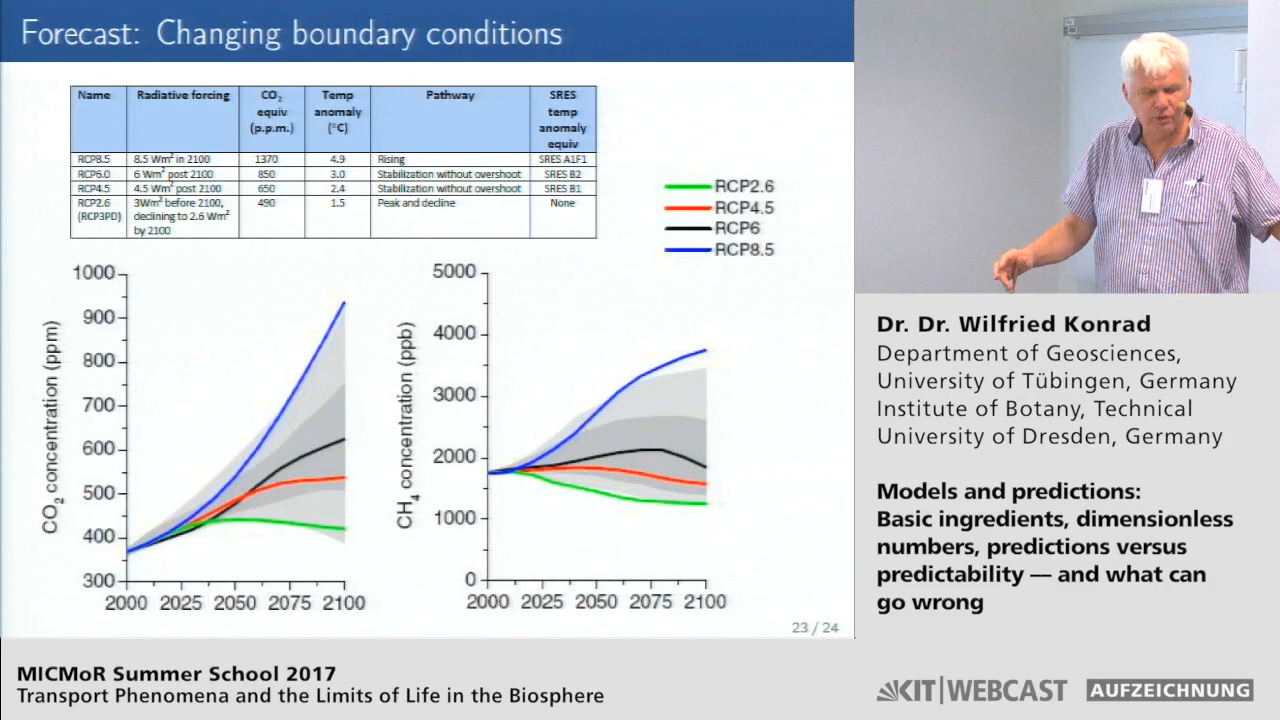 Forecast: Changing boundary conditions
Name Radiative forcing CO2 equiv (p.p.m.) Temp anomaly (°C) Pathway SRES temp anomaly equiv
RCP8.5 8.5 Wm2 in 2100 1370 4.9 Rising SRES A1F1
RCP6.0 6 Wm2 post 2100 850 3.0 Stabilization without overshoot SRES B2
RCP4.5 4.5 Wm2 post 2100 650 2.4 Stabilization without overshoot SRES B1
RCP2.6 (RCP3PD) 3Wm2 before 2100, declining to 2.6 Wm2 by 2100 490 1.5 Peak and decline None
RCP2.6
RCP4.5
RCP6
RCP8.5
CO2 concentration (ppm)
1000
900
800
700
600
500
400
300
2000 2025 2050 2075 2100
CH4 concentration (ppb)
5000
4000
3000
2000
1000
0
2000 2025 2050 2075 2100
23 / 24
Dr. Dr. Wilfried Konrad
Department of Geosciences,
University of Tübingen, Germany
Institute of Botany, Technical
University of Dresden, Germany
Models and predictions:
Basic ingredients, dimensionless
numbers, predictions versus
predictability — and what can
go wrong
MICMoR Summer School 2017
Transport Phenomena and the Limits of Life in the Biosphere
KIT|WEBCAST AUFZEICHNUNG